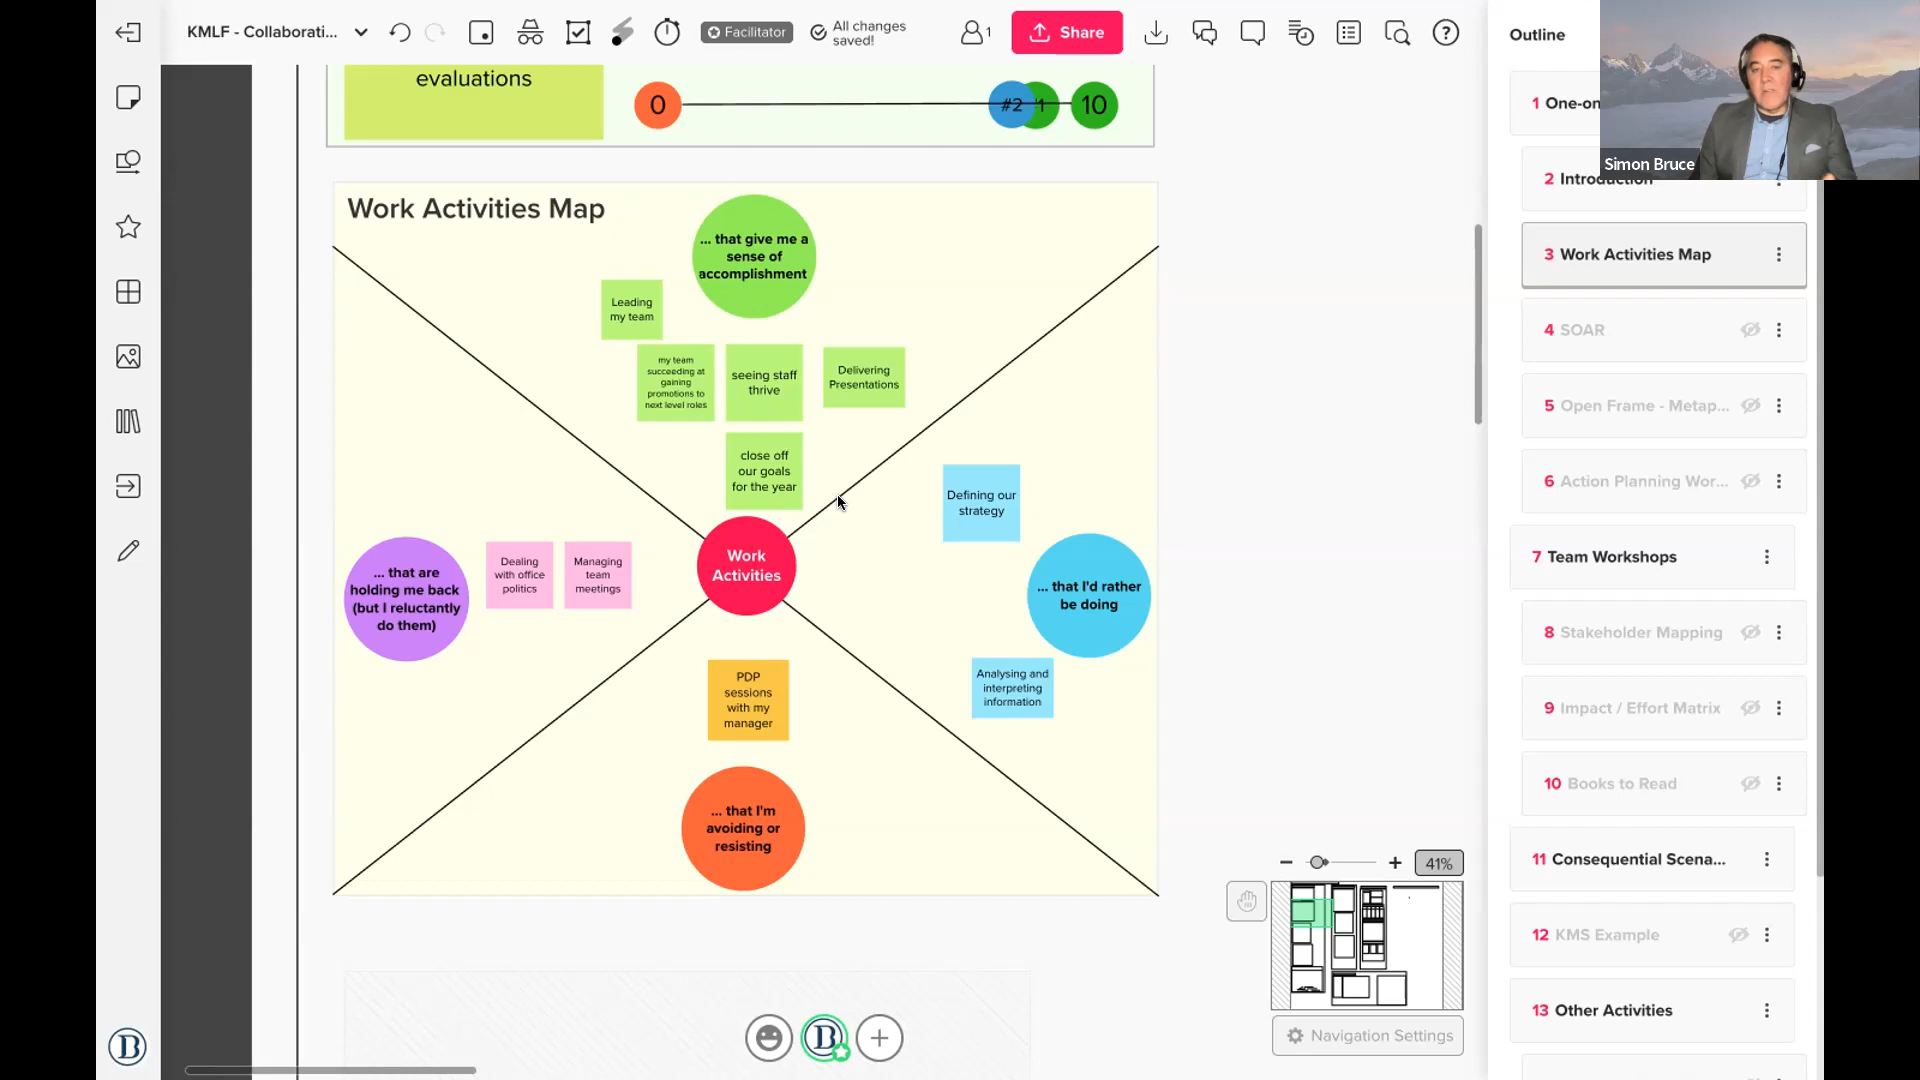 KMLF - Collaborati...
Facilitator
All changes
saved!
1
Share
Outline
evaluations
0
#2
1
10
Work Activities Map
... that give me a
sense of
accomplishment
Leading
my team
my team
succeeding at
gaining
promotions to
next level roles
seeing staff
thrive
Delivering
Presentations
close off
our goals
for the year
Defining our
strategy
... that are
holding me back
(but I reluctantly
do them)
Dealing
with office
politics
Managing
team
meetings
Work
Activities
... that I'd rather
be doing
Analysing and
interpreting
information
PDP
sessions
with my
manager
... that I'm
avoiding or
resisting
41%
Navigation Settings
B
B
Simon Bruce
1 One-on
2 Introduction
3 Work Activities Map
4 SOAR
5 Open Frame - Metap...
6 Action Planning Wor...
7 Team Workshops
8 Stakeholder Mapping
9 Impact / Effort Matrix
10 Books to Read
11 Consequential Scena...
12 KMS Example
13 Other Activities